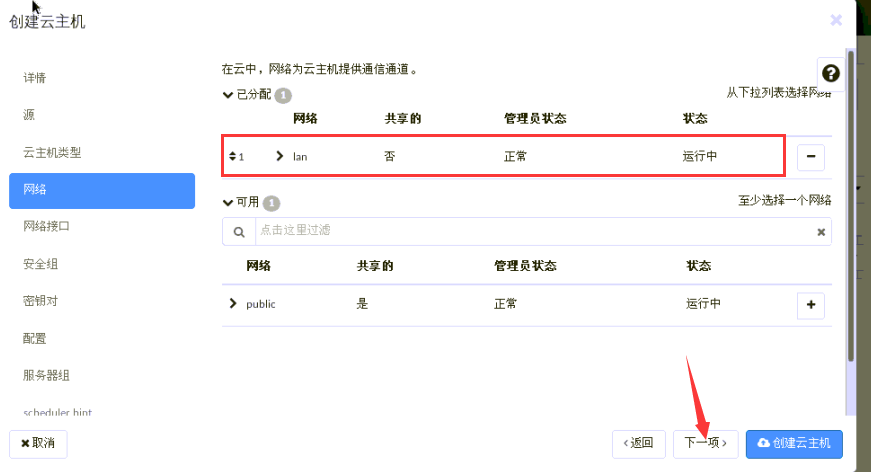 创建云主机
详情
源
云主机类型
网络
网络接口
安全组
密钥对
配置
服务器组
scheduler hint
在云中，网络为云主机提供通信通道。
已分配 1
从下拉列表选择网络
网络 共享的 管理员状态 状态
1 lan 否 正常 运行中
可用 1
至少选择一个网络
点击这里过滤
网络 共享的 管理员状态 状态
public 是 正常 运行中
取消
返回
下一项
创建云主机